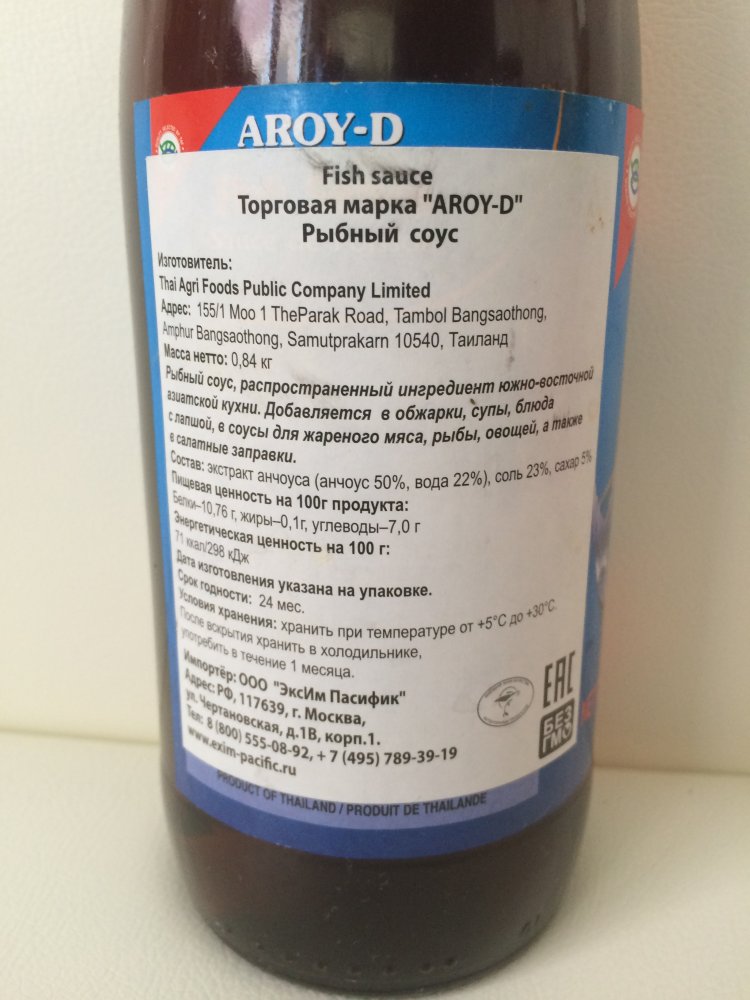 AROY-D
Fish sauce
Торговая марка "AROY-D"
Рыбный соус
Изготовитель:
Thai Agri Foods Public Company Limited
Адрес: 155/1 Moo 1 TheParak Road, Tambol Bangsaothong,
Amphur Bangsaothong, Samutprakarn 10540, Таиланд
Масса нетто: 0,84 кг
Рыбный соус, распространенный ингредиент южно-восточной
азиатской кухни. Добавляется в обжарки, супы, блюда
с лапшой, в соусы для жареного мяса, рыбы, овощей, а также
в салатные заправки.
Состав: экстракт анчоуса (анчоус 50%, вода 22%), соль 23%, сахар 5%
Пищевая ценность на 100г продукта:
Белки–10,76 г, жиры–0,1г, углеводы–7,0 г
Энергетическая ценность на 100 г:
71 ккал/298 кДж
Дата изготовления указана на упаковке.
Срок годности: 24 мес.
Условия хранения: хранить при температуре от +5°С до +30°С.
После вскрытия хранить в холодильнике,
употребить в течение 1 месяца.
Импортёр: ООО "ЭксИм Пасифик"
Адрес: РФ, 117639, г. Москва,
ул. Чертановская, д.1В, корп.1.
Тел: 8 (800) 555-08-92, + 7 (495) 789-39-19
www.exim-pacific.ru
EAC
БЕЗ
ГМО
PRODUCT OF THAILAND / PRODUIT DE THAILANDE